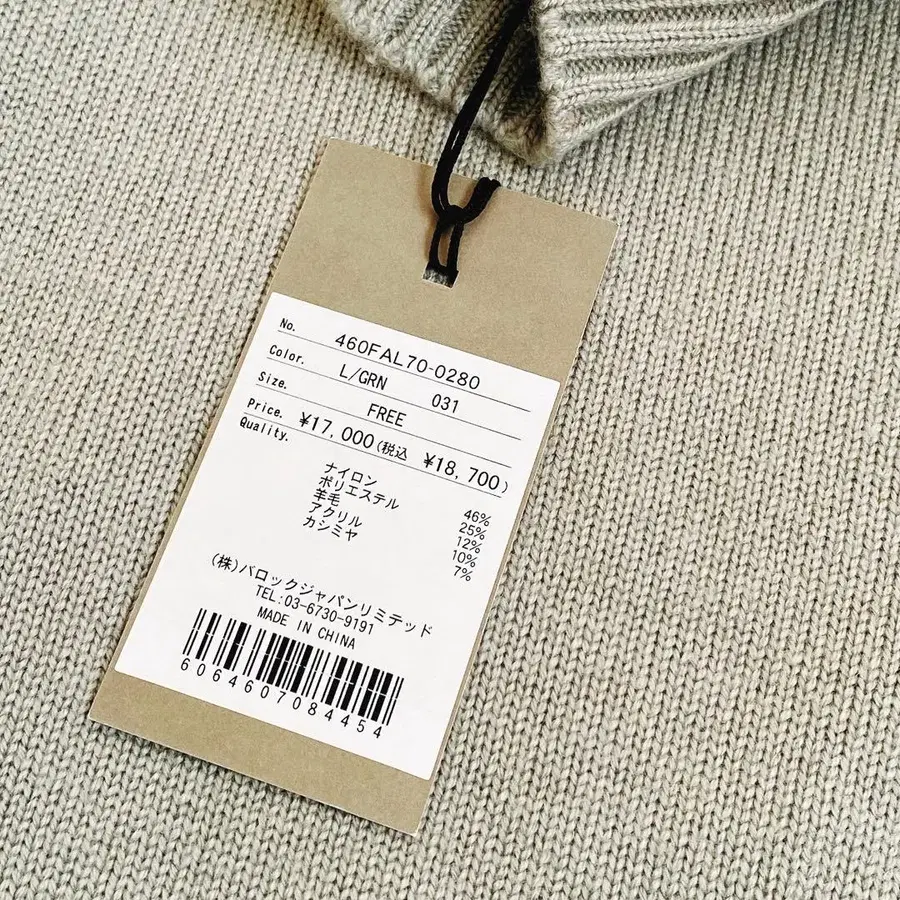 No. 460FAL70-0280
Color. L/GRN 031
Size. FREE
Price. ¥17,000(税込 ¥18,700)
Quality.
ナイロン 46%
ポリエステル 25%
羊毛 12%
アクリル 10%
カシミヤ 7%
(株)バロックジャパンリミテッド
TEL:03-6730-9191
MADE IN CHINA
6064607084454